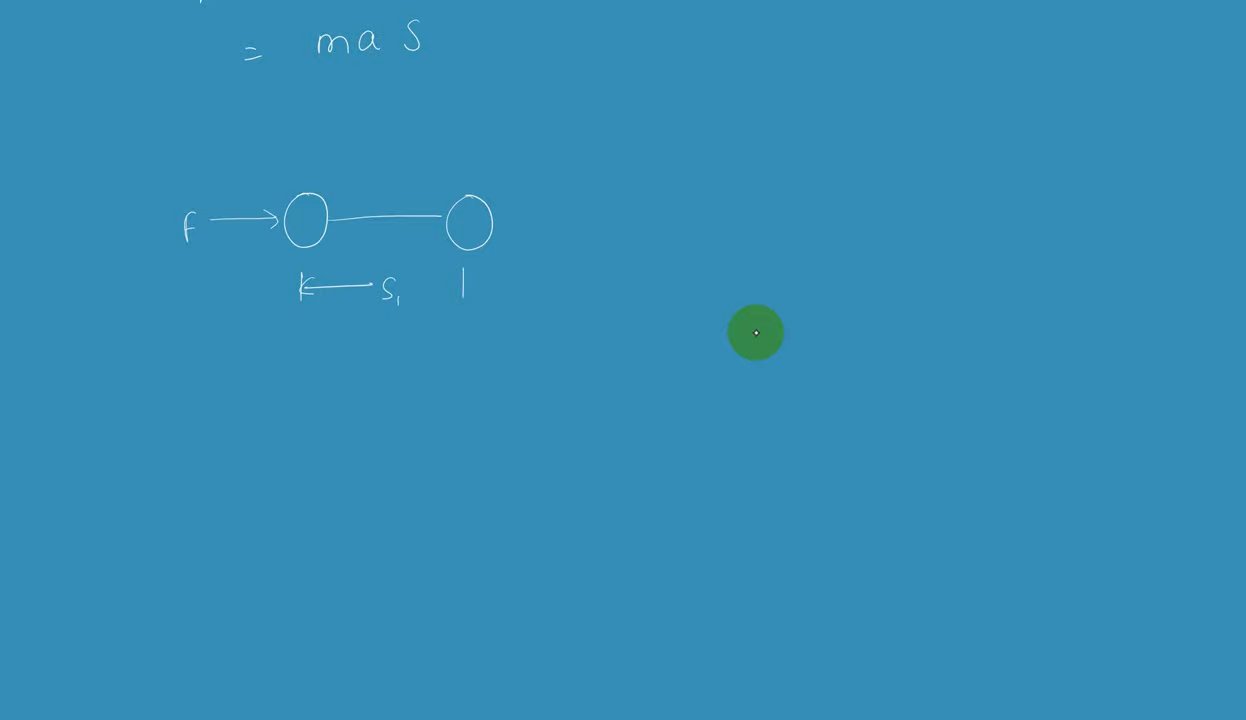 = ma S
F
S₁